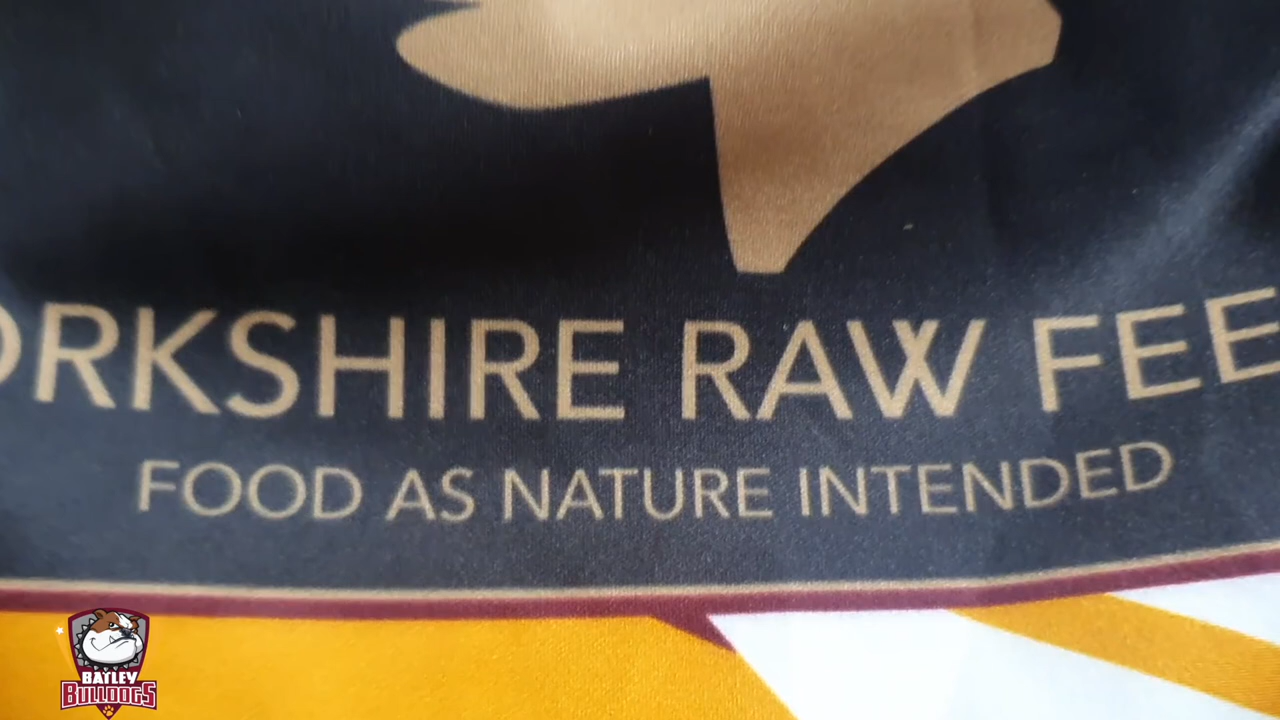 ORKSHIRE RAW FEE
FOOD AS NATURE INTENDED
BATLEY
BULLDOGS